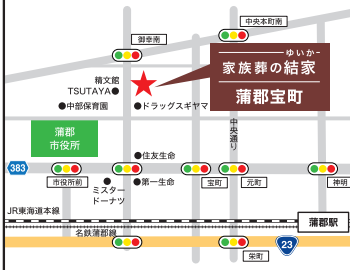 中央本町南
御幸南
ゆいかー
家族葬の結家
蒲郡宝町
精文館
TSUTAYA●
●中部保育園
●ドラッグスギヤマ
中央通り
蒲郡
市役所
●住友生命
383
市役所前
●第一生命
宝町
元町
神明
ミスター
ドーナツ
JR東海道本線
蒲郡駅
名鉄蒲郡線
23
栄町